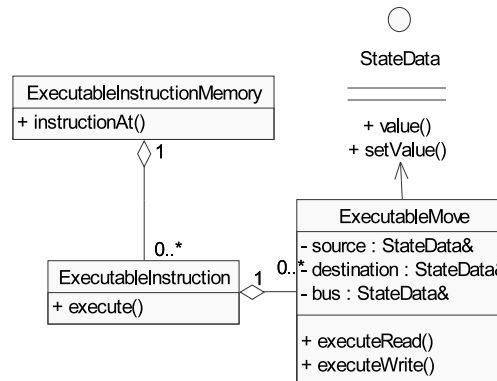 StateData
+ value()
+ setValue()
ExecutableInstructionMemory
+ instructionAt()
1
0..*
ExecutableInstruction
+ execute()
1
0..*
ExecutableMove
- source : StateData&
- destination : StateData&
- bus : StateData&
+ executeRead()
+ executeWrite()